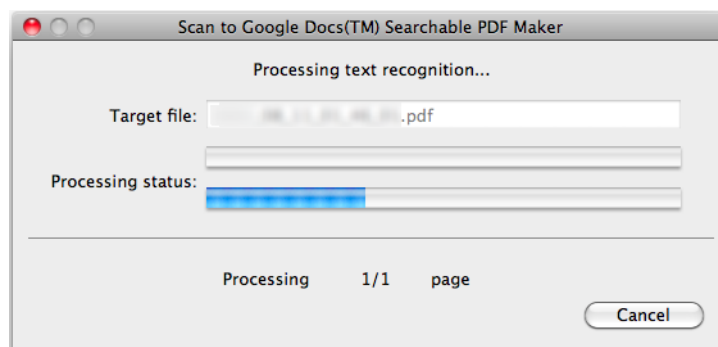 Scan to Google Docs(TM) Searchable PDF Maker
Processing text recognition...
Target file: .pdf
Processing status:
Processing 1/1 page
Cancel